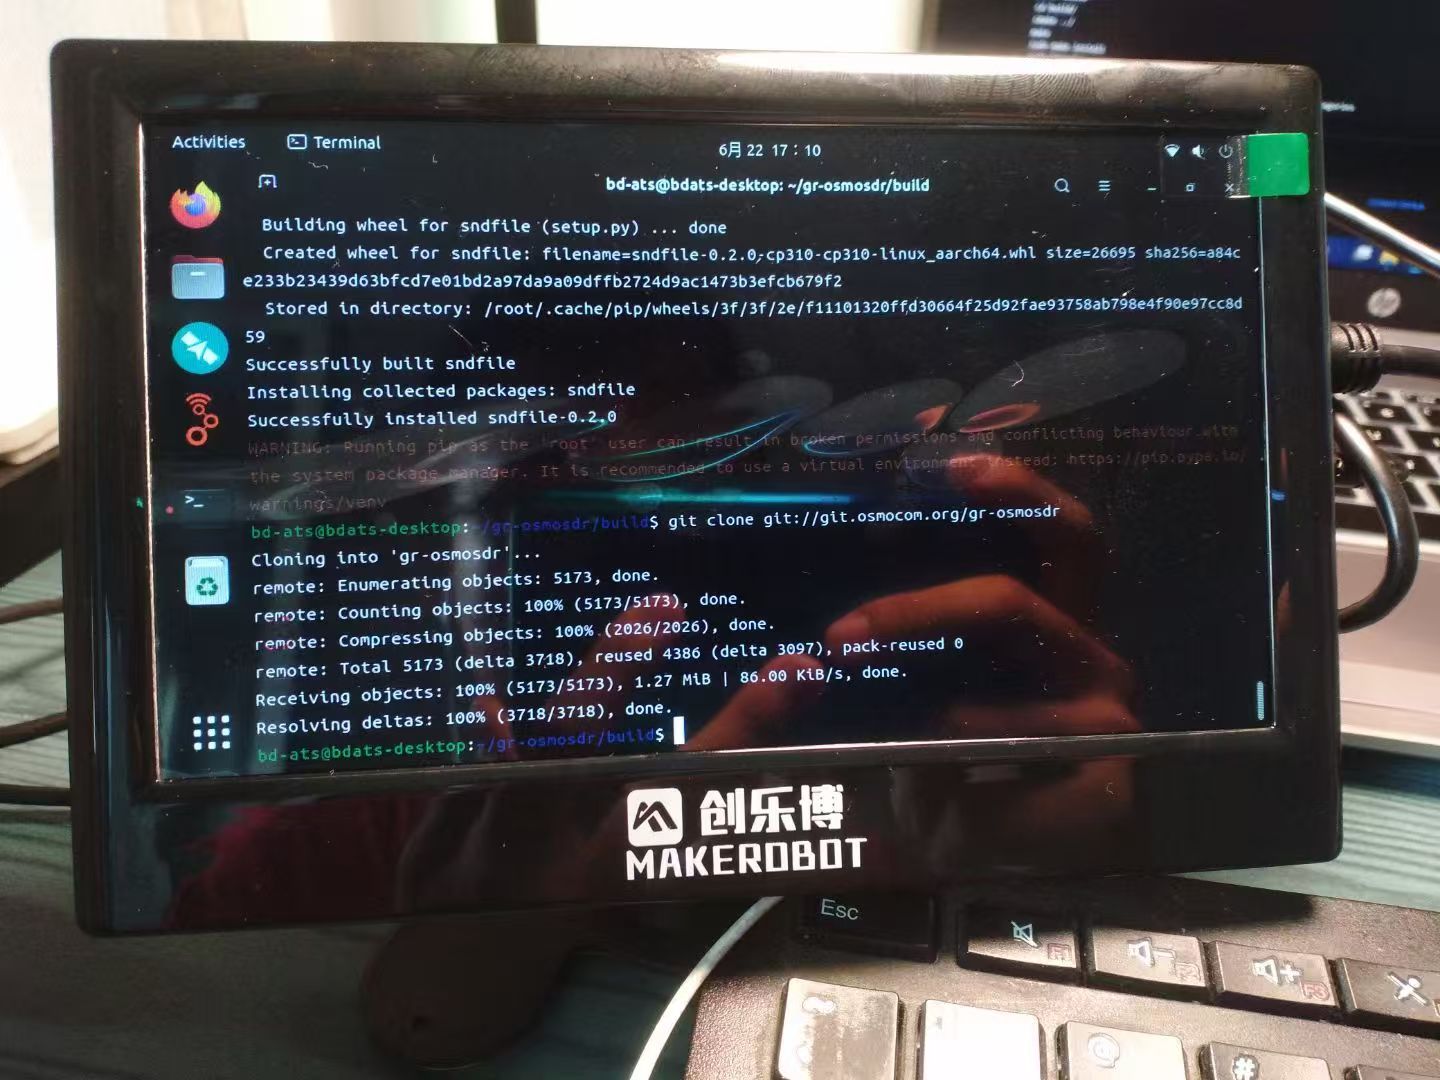 Activities
Terminal
6月 22 17：10
bd-ats@bdats-desktop: ~/gr-osmosdr/build
Building wheel for sndfile (setup.py) ... done
Created wheel for sndfile: filename=sndfile-0.2.0-cp310-cp310-linux_aarch64.whl size=26695 sha256=a84c
e233b23439d63bfcd7e01bd2a97da9a09dffb2724d9ac1473b3efcb679f2
Stored in directory: /root/.cache/pip/wheels/3f/3f/2e/f11101320ffd30664f25d92fae93758ab798e4f90e97cc8d
59
Successfully built sndfile
Installing collected packages: sndfile
Successfully installed sndfile-0.2.0
WARNING: Running pip as the 'root' user can result in broken permissions and conflicting behaviour with
the system package manager. It is recommended to use a virtual environment instead: https://pip.pypa.io/
warnings/venv
bd-ats@bdats-desktop:~/gr-osmosdr/build$ git clone git://git.osmocom.org/gr-osmosdr
Cloning into 'gr-osmosdr'...
remote: Enumerating objects: 5173, done.
remote: Counting objects: 100% (5173/5173), done.
remote: Compressing objects: 100% (2026/2026), done.
remote: Total 5173 (delta 3718), reused 4386 (delta 3097), pack-reused 0
Receiving objects: 100% (5173/5173), 1.27 MiB | 86.00 KiB/s, done.
Resolving deltas: 100% (3718/3718), done.
bd-ats@bdats-desktop:~/gr-osmosdr/build$
创乐博
MAKEROBOT
Esc
F1
F2
F3
@
#